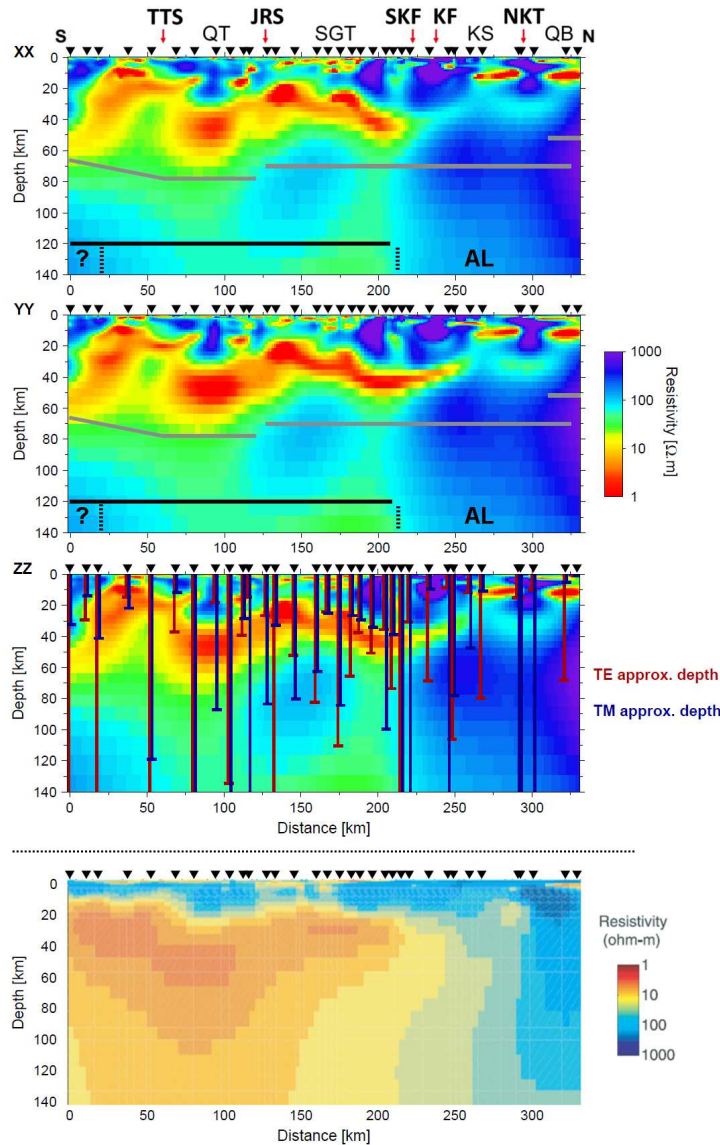 TTS JRS SKF KF NKT
QT SGT KS QB
S N
XX
0
20
40
60
80
100
120
140
Depth [km]
? AL
0 50 100 150 200 250 300
YY
0
20
40
60
80
100
120
140
Depth [km]
? AL
0 50 100 150 200 250 300
1000
100
10
1
Resistivity [Ω.m]
ZZ
0
20
40
60
80
100
120
140
Depth [km]
TE approx. depth
TM approx. depth
0 50 100 150 200 250 300
Distance [km]
0
20
40
60
80
100
120
140
Depth [km]
Resistivity
(ohm-m)
1
10
100
1000
0 50 100 150 200 250 300
Distance [km]